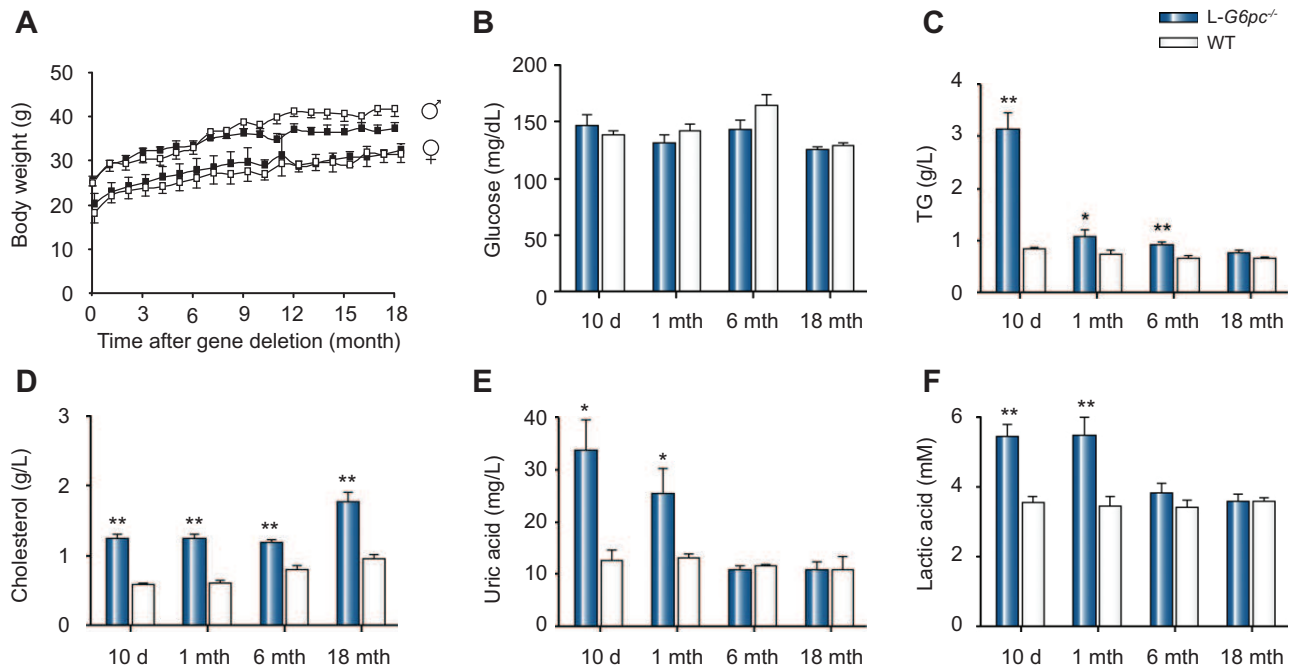 A
Body weight (g)
50
40
30
20
10
0
0 3 6 9 12 15 18
Time after gene deletion (month)
♂
♀
B
Glucose (mg/dL)
200
150
100
50
0
10 d 1 mth 6 mth 18 mth
C
L-G6pc-/-
WT
TG (g/L)
4
3
2
1
0
** * **
10 d 1 mth 6 mth 18 mth
D
Cholesterol (g/L)
3
2
1
0
** ** ** **
10 d 1 mth 6 mth 18 mth
E
Uric acid (mg/L)
40
30
20
10
0
* *
10 d 1 mth 6 mth 18 mth
F
Lactic acid (mM)
6
4
2
0
** **
10 d 1 mth 6 mth 18 mth